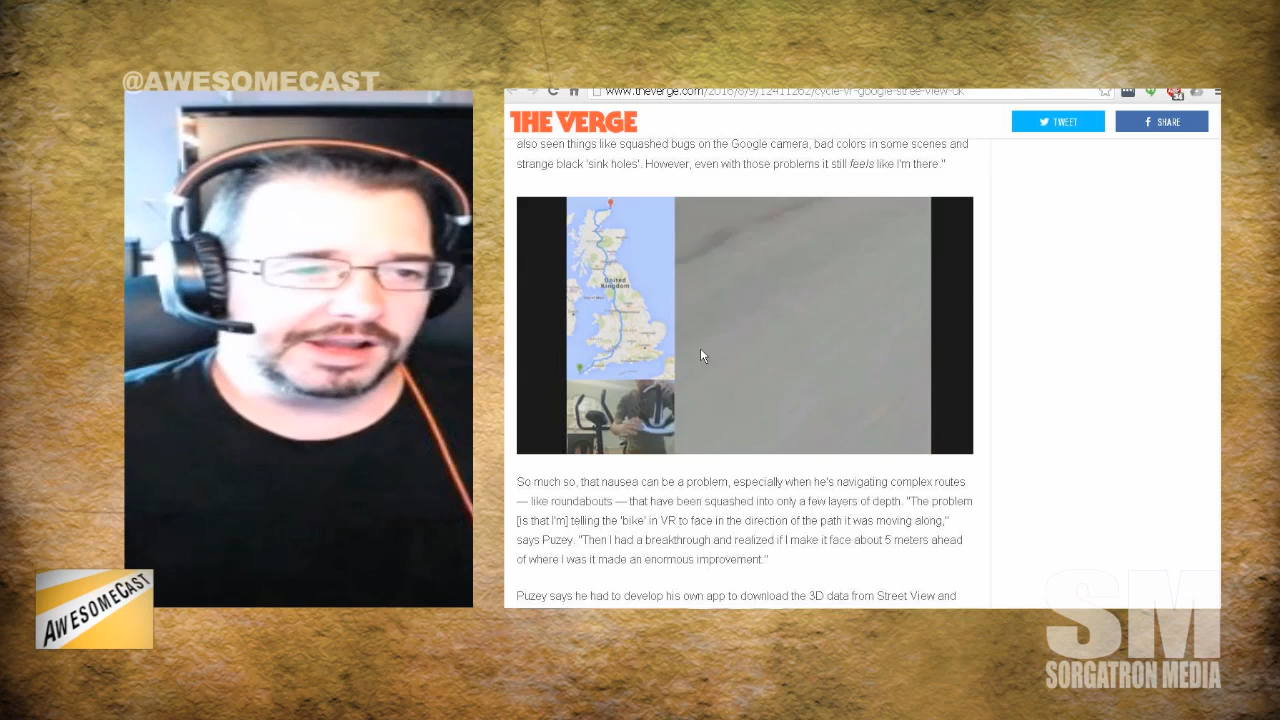 @AWESOMECAST
www.theverge.com/2016/8/9/12411262/cycle-vr-google-street-view-uk
THE VERGE
TWEET
SHARE
also seen things like squashed bugs on the Google camera, bad colors in some scenes and
strange black 'sink holes'. However, even with those problems it still feels like I'm there."
United
Kingdom
So much so, that nausea can be a problem, especially when he's navigating complex routes
— like roundabouts — that have been squashed into only a few layers of depth. "The problem
[is that I'm] telling the 'bike' in VR to face in the direction of the path it was moving along,"
says Puzey. "Then I had a breakthrough and realized if I make it face about 5 meters ahead
of where I was it made an enormous improvement."
Puzey says he had to develop his own app to download the 3D data from Street View and
AWESOMECAST
SM
SORGATRON MEDIA